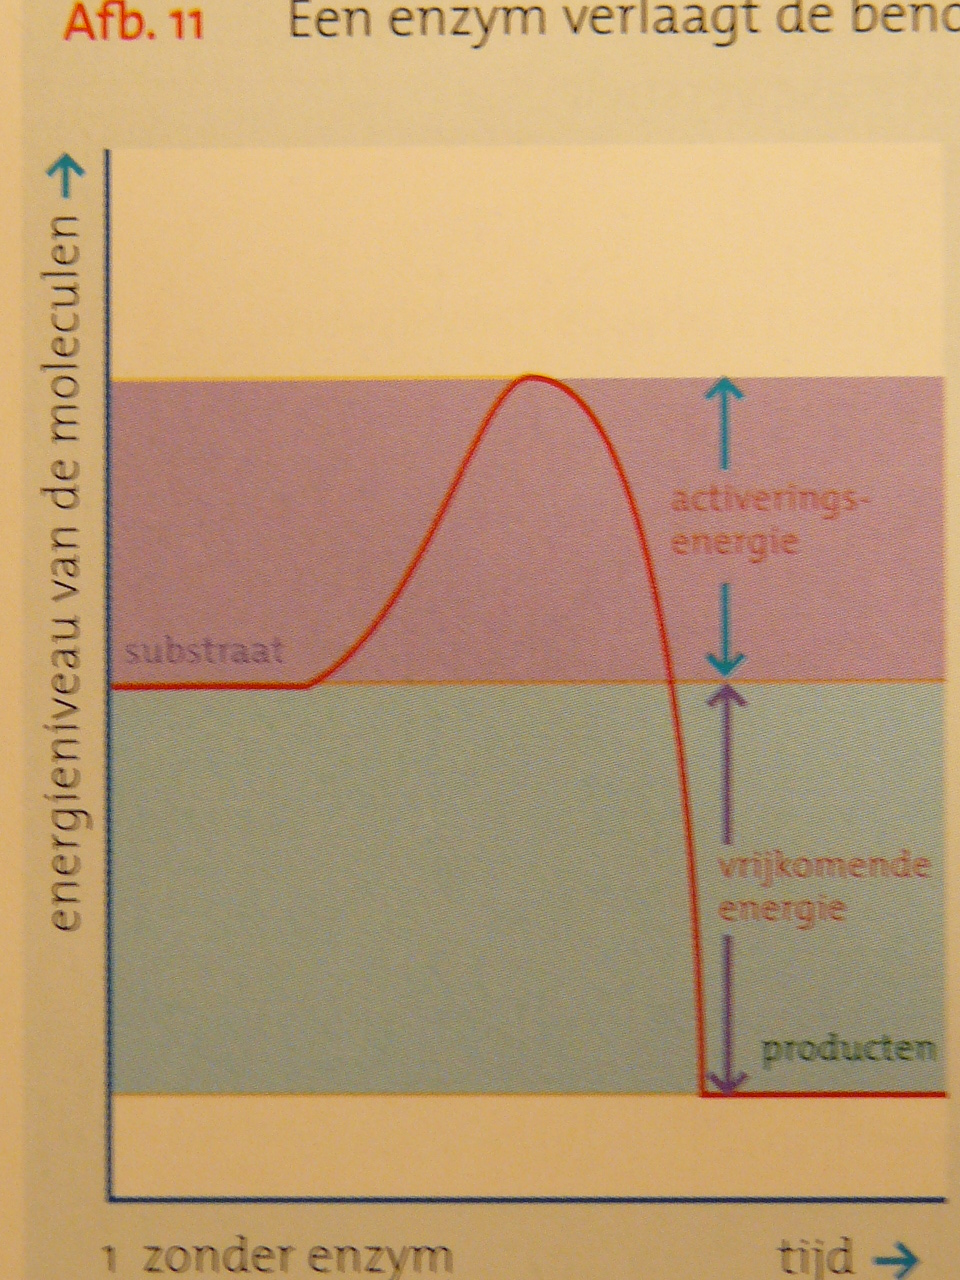 Afb. 11 Een enzym verlaagt de beno
energieniveau van de moleculen
activerings-
energie
substraat
vrijkomende
energie
producten
1 zonder enzym
tijd